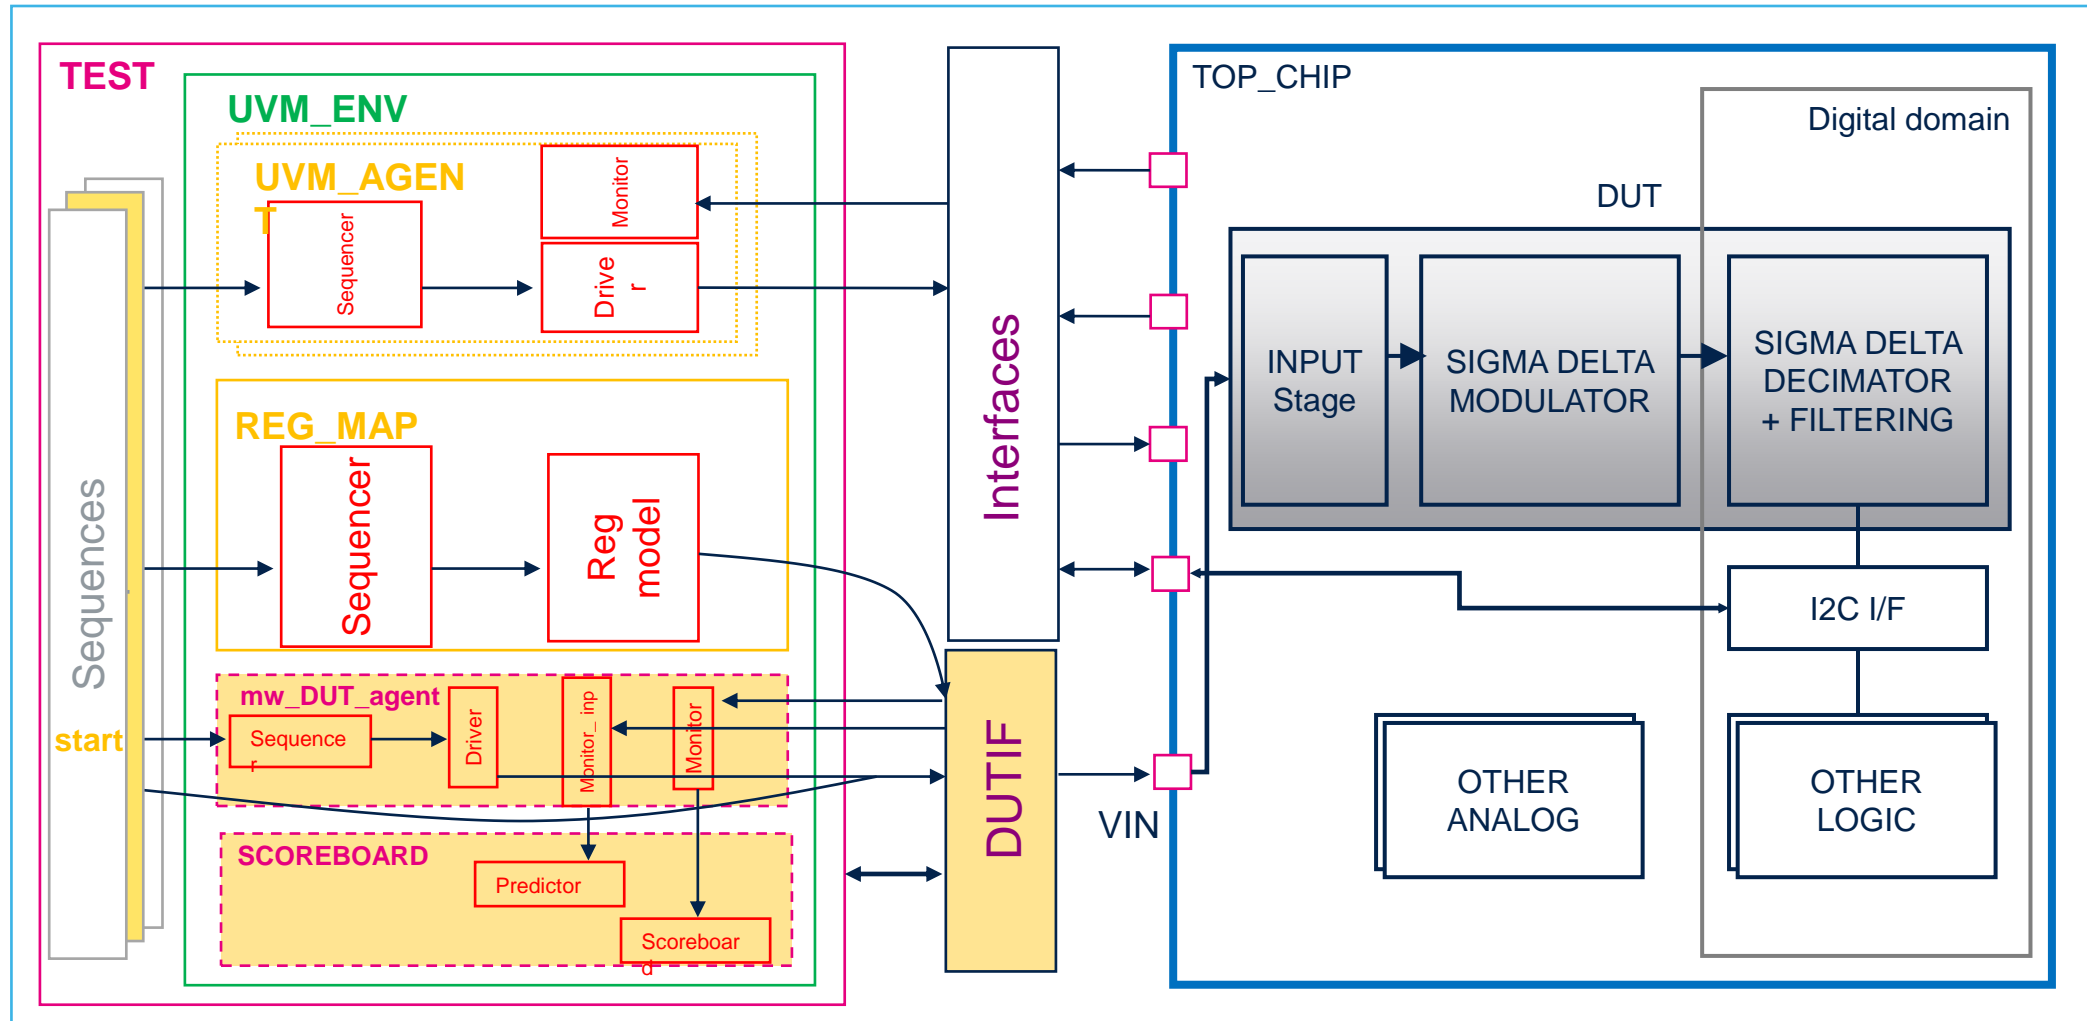 TEST
UVM_ENV
UVM_AGEN
T
Sequencer
Monitor
Drive
r
REG_MAP
Sequencer
Reg
model
Sequences
start
mw_DUT_agent
Sequence
r
Driver
Monitor_ inp
Monitor
SCOREBOARD
Predictor
Scoreboar
d
Interfaces
DUTIF
VIN
TOP_CHIP
Digital domain
DUT
INPUT
Stage
SIGMA DELTA
MODULATOR
SIGMA DELTA
DECIMATOR
+ FILTERING
I2C I/F
OTHER
ANALOG
OTHER
LOGIC